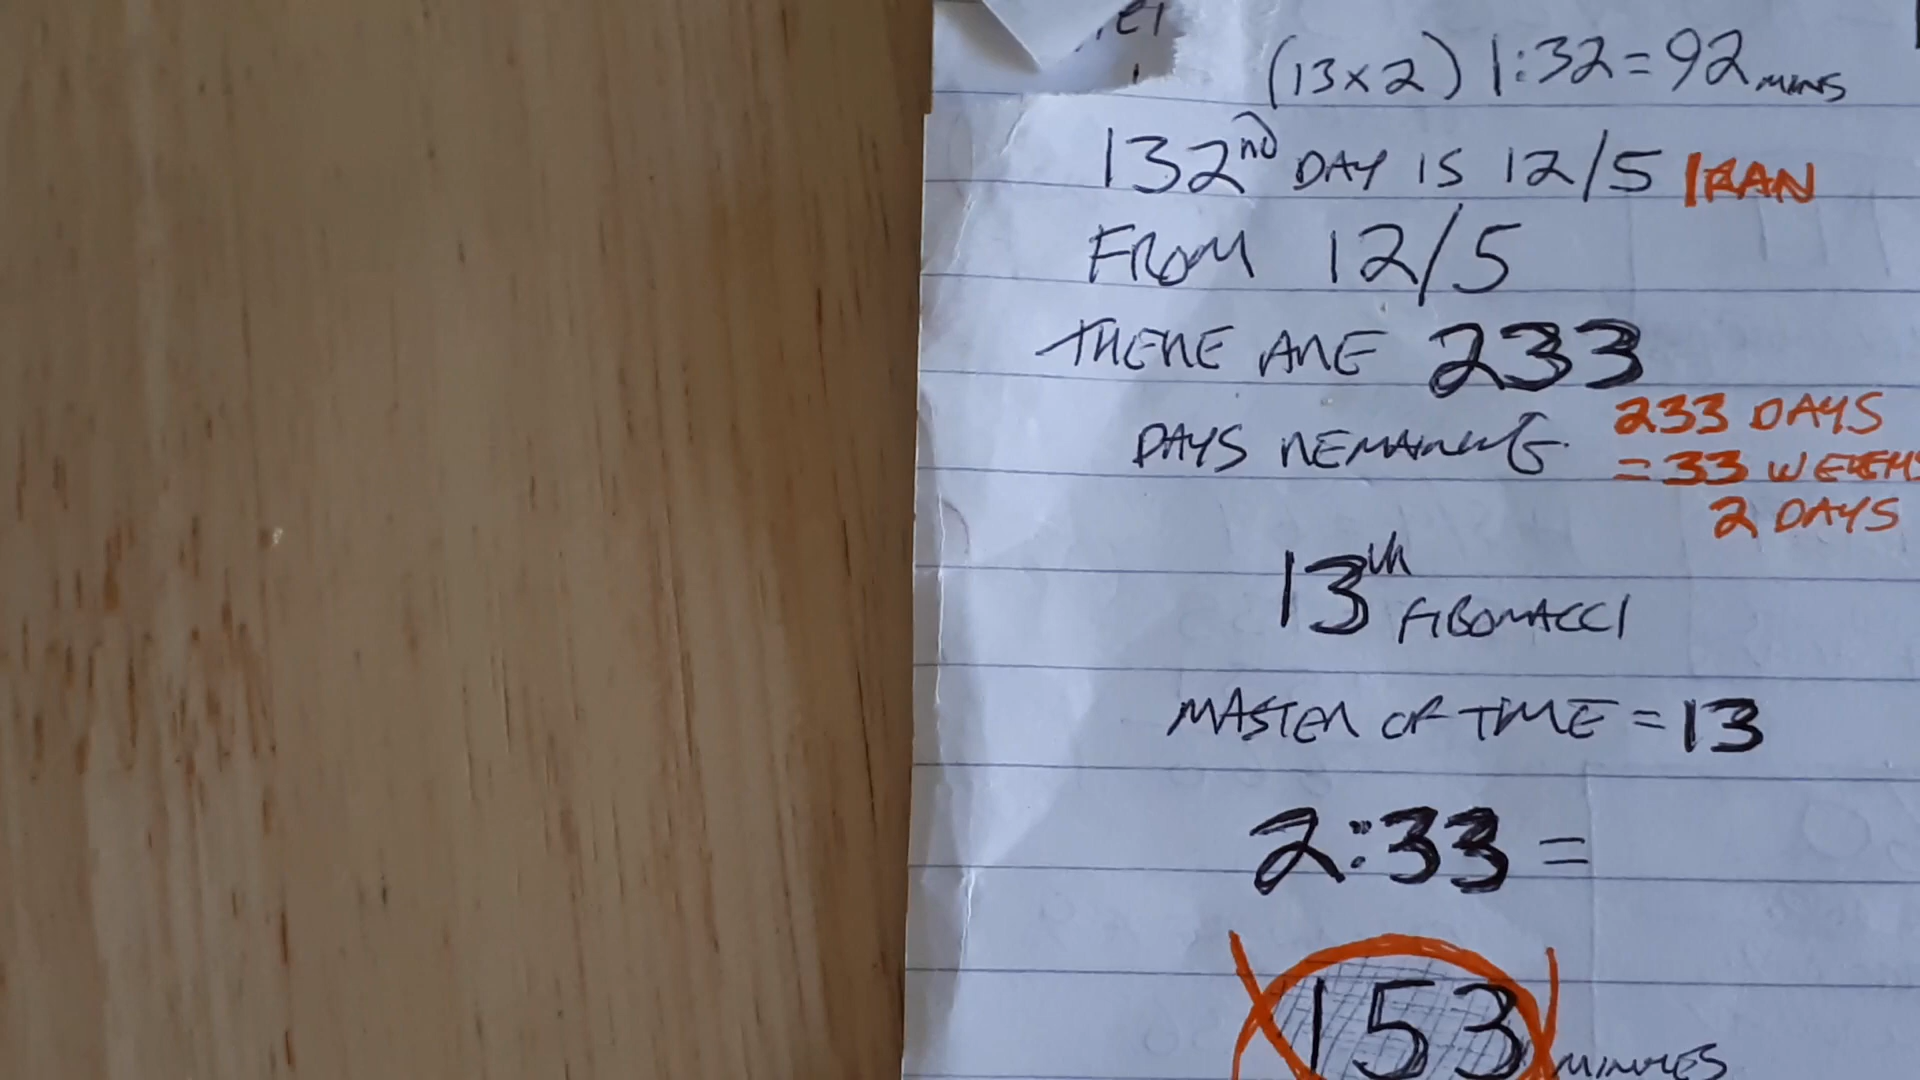 (13×2) 1:32=92 MINS
132nd DAY IS 12/5 IRAN
FROM 12/5
THERE ARE 233
DAYS REMAINING.
233 DAYS
=33 WEEKS
2 DAYS
13th FIBONACCI
MASTER OF TIME=13
2:33=
153 MINUTES